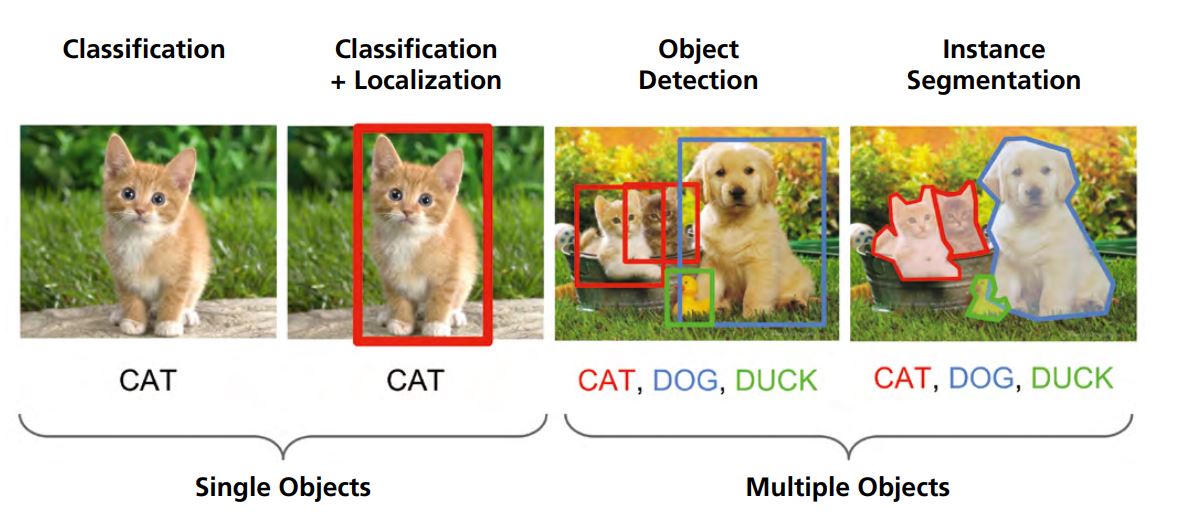 Classification
Classification
+ Localization
Object
Detection
Instance
Segmentation
CAT
CAT
CAT, DOG, DUCK
CAT, DOG, DUCK
Single Objects
Multiple Objects